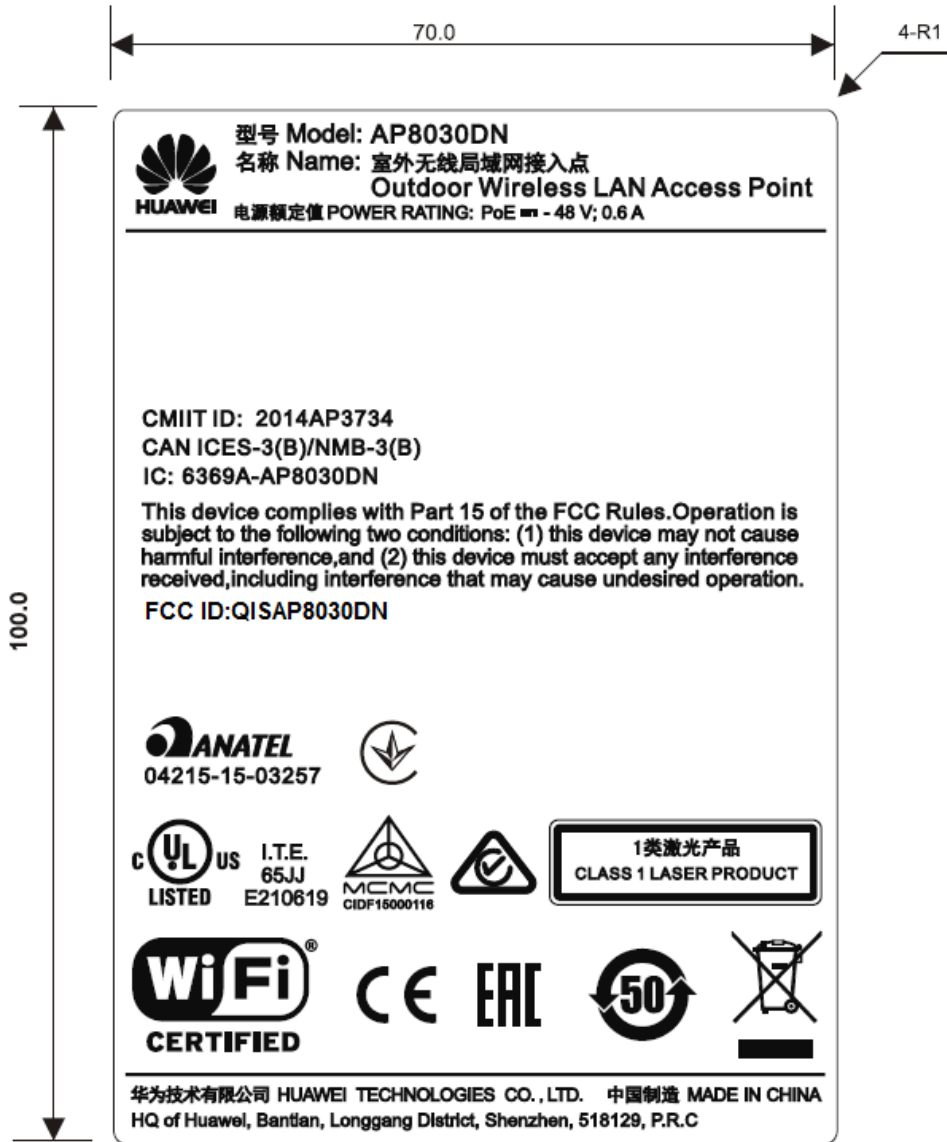 70.0
4-R1
100.0
HUAWEI
型号 Model: AP8030DN
名称 Name: 室外无线局域网接入点
Outdoor Wireless LAN Access Point
电源额定值 POWER RATING: PoE ⎓ - 48 V; 0.6 A
CMIIT ID: 2014AP3734
CAN ICES-3(B)/NMB-3(B)
IC: 6369A-AP8030DN
This device complies with Part 15 of the FCC Rules.Operation is
subject to the following two conditions: (1) this device may not cause
harmful interference,and (2) this device must accept any interference
received,including interference that may cause undesired operation.
FCC ID:QISAP8030DN
ANATEL
04215-15-03257
C UL US
LISTED
I.T.E.
65JJ
E210619
MCMC
CIDF15000116
1类激光产品
CLASS 1 LASER PRODUCT
Wi Fi ®
CERTIFIED
CE
EAC
50
华为技术有限公司 HUAWEI TECHNOLOGIES CO.,LTD. 中国制造 MADE IN CHINA
HQ of Huawei, Bantian, Longgang District, Shenzhen, 518129, P.R.C